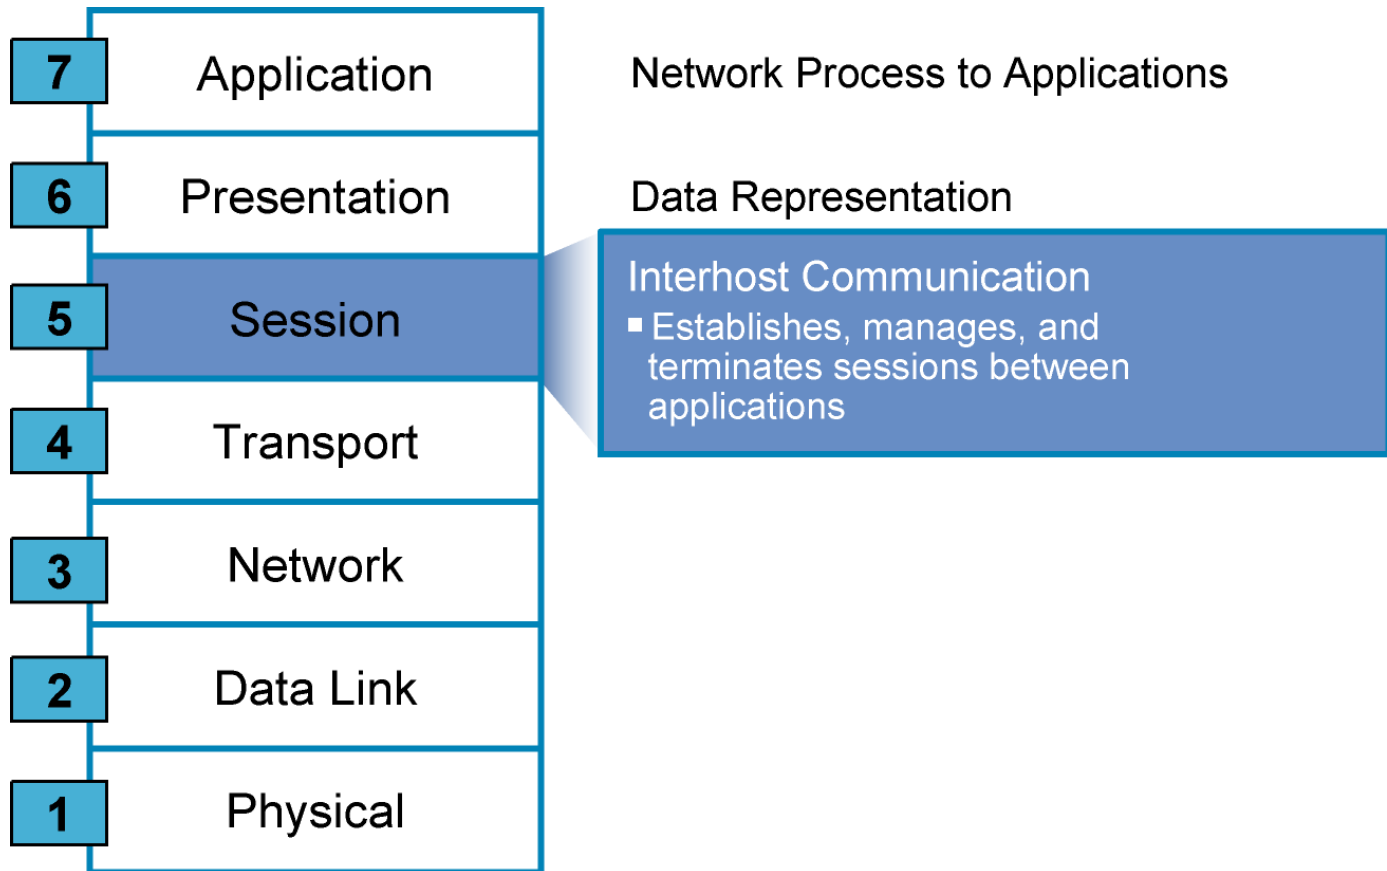 7 Application Network Process to Applications
6 Presentation Data Representation
5 Session Interhost Communication
▪ Establishes, manages, and
terminates sessions between
applications
4 Transport
3 Network
2 Data Link
1 Physical